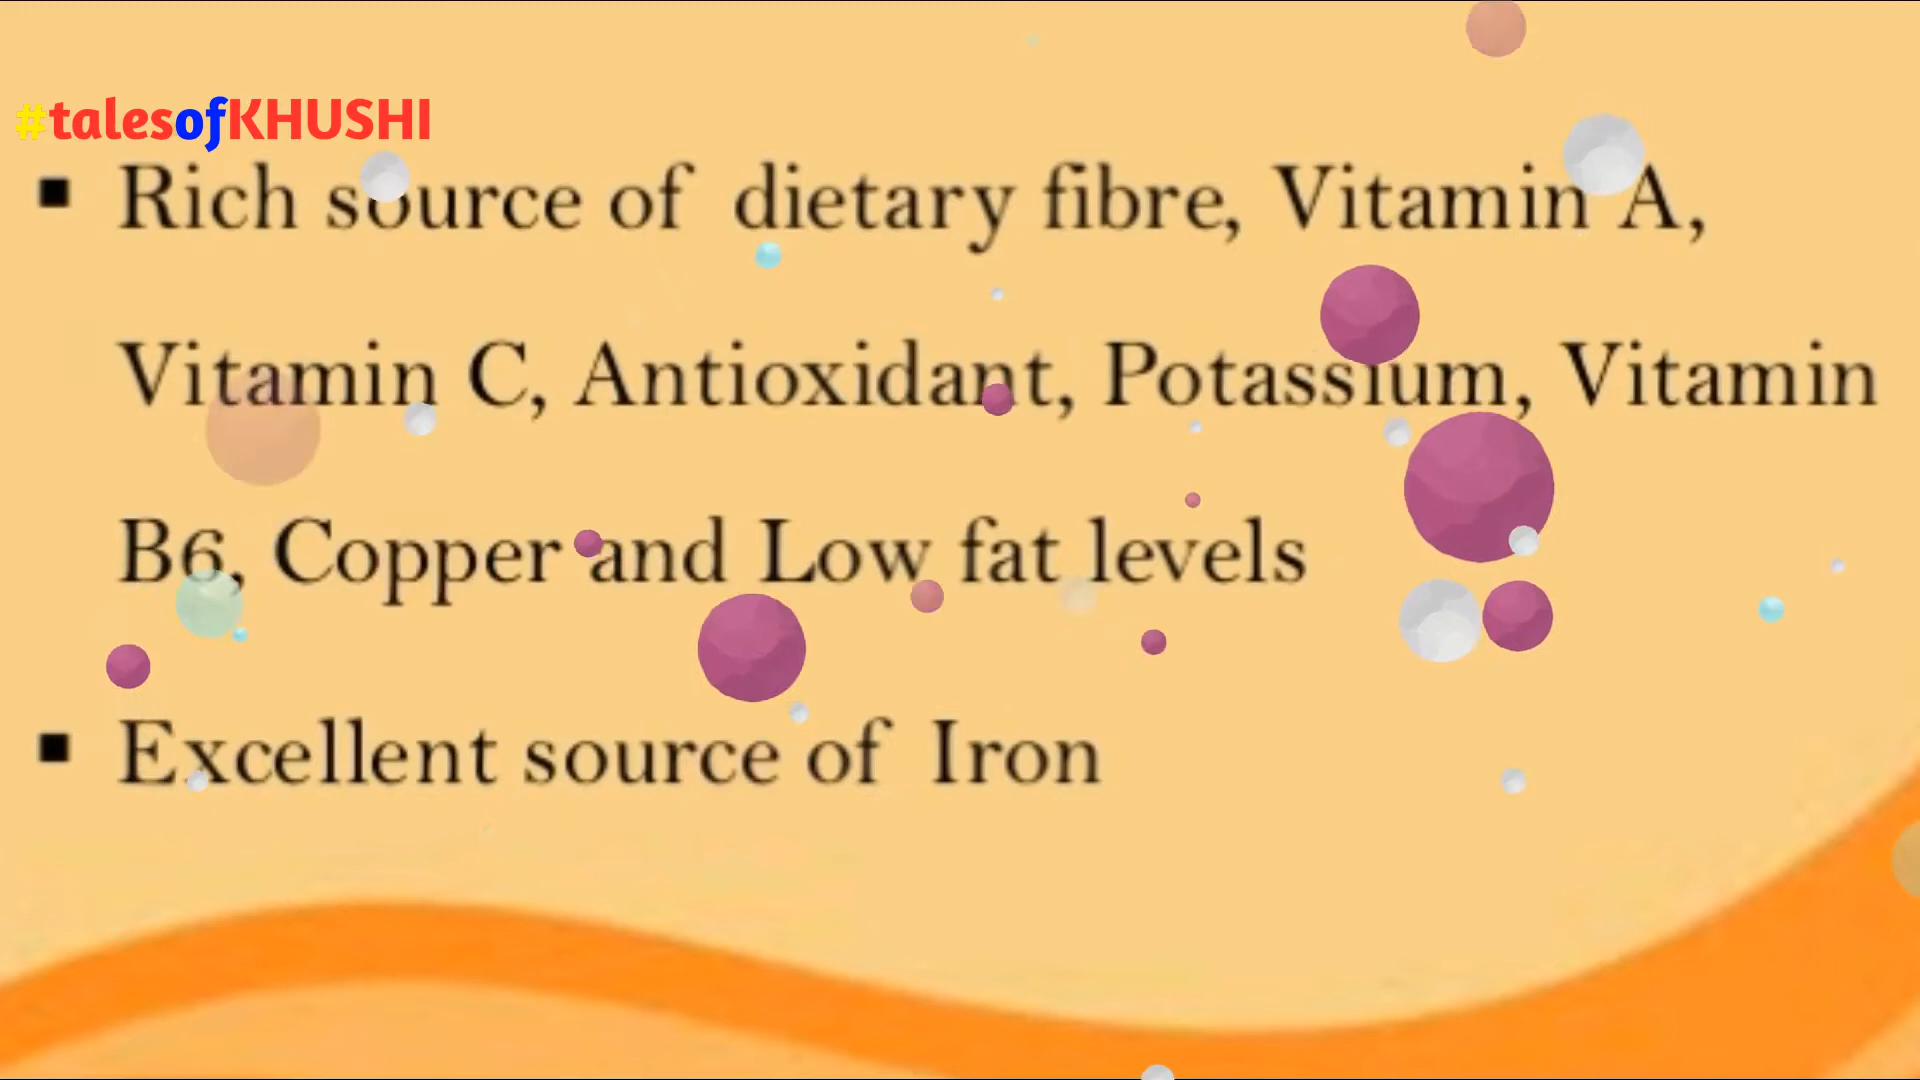 #talesofKHUSHI
▪ Rich source of dietary fibre, Vitamin A,
Vitamin C, Antioxidant, Potassium, Vitamin
B6, Copper and Low fat levels
▪ Excellent source of Iron